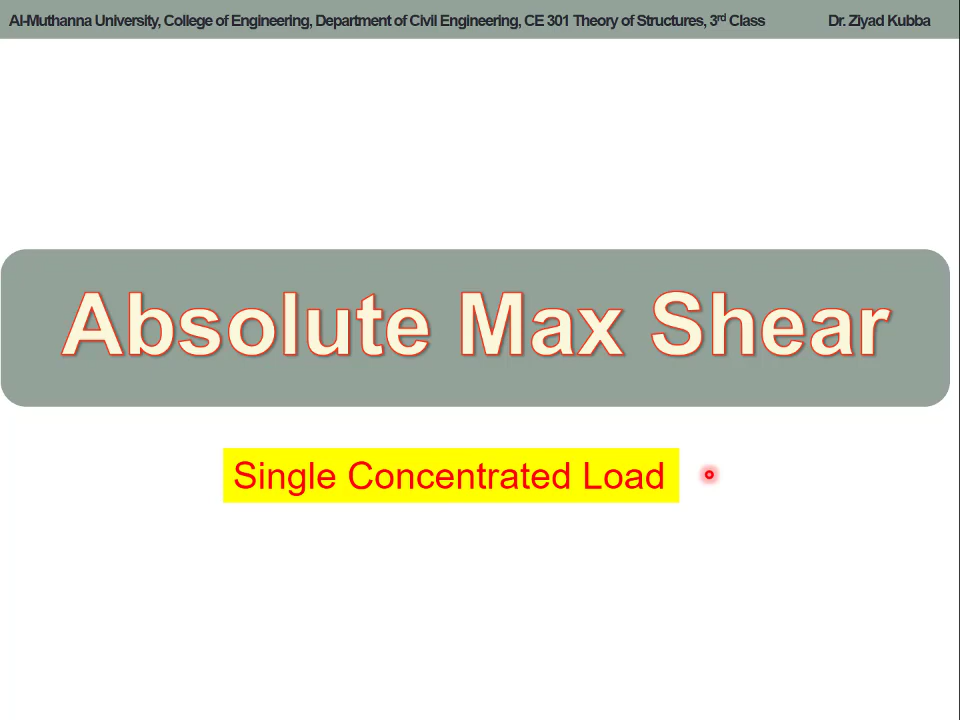 Al-Muthanna University, College of Engineering, Department of Civil Engineering, CE 301 Theory of Structures, 3rd Class Dr. Ziyad Kubba
Absolute Max Shear
Single Concentrated Load